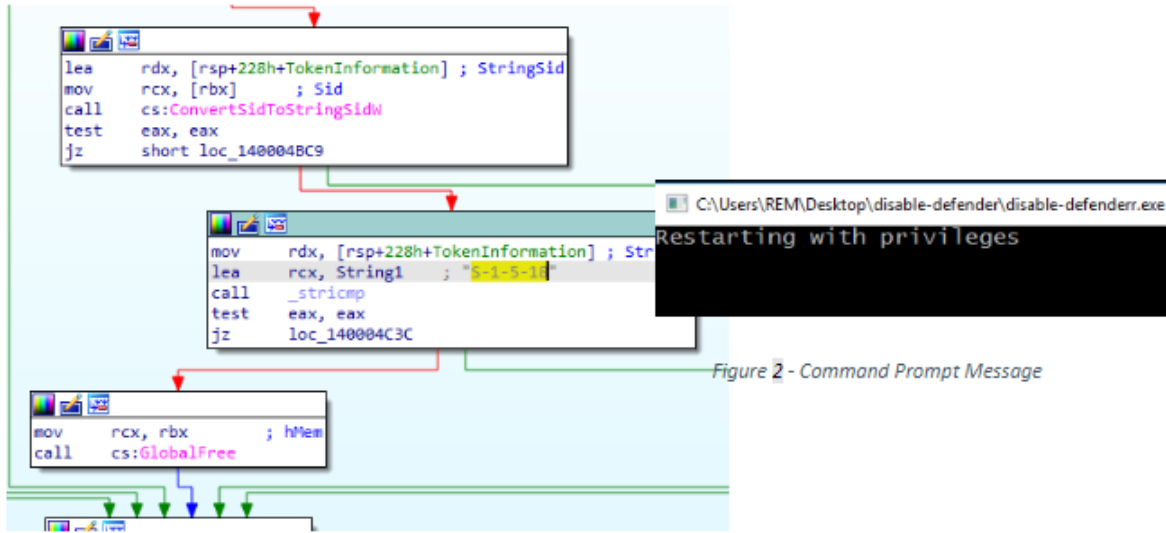 lea rdx, [rsp+228h+TokenInformation] ; StringSid
mov rcx, [rbx] ; Sid
call cs:ConvertSidToStringSidW
test eax, eax
jz short loc_140004BC9
mov rdx, [rsp+228h+TokenInformation] ; Str
lea rcx, String1 ; "S-1-5-18"
call _stricmp
test eax, eax
jz loc_140004C3C
mov rcx, rbx ; hMem
call cs:GlobalFree
C:\Users\REM\Desktop\disable-defender\disable-defenderr.exe
Restarting with privileges
Figure 2 - Command Prompt Message